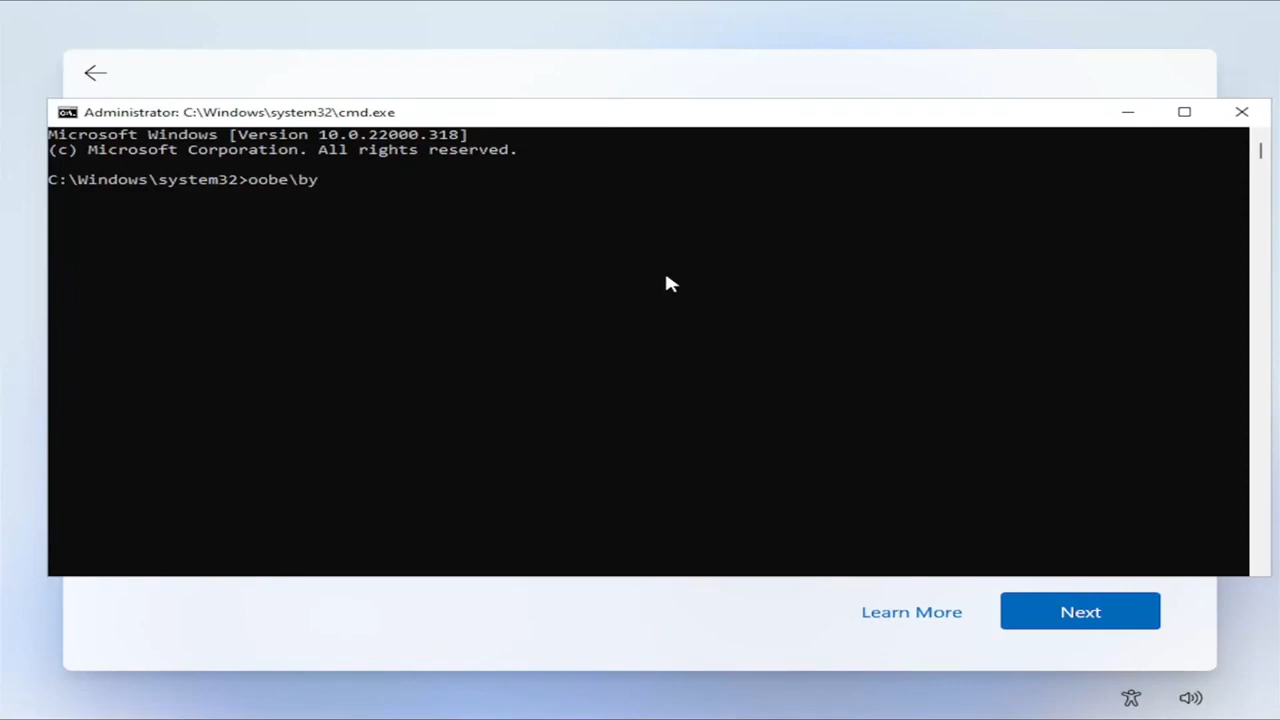 Administrator: C:\Windows\system32\cmd.exe
Microsoft Windows [Version 10.0.22000.318]
(c) Microsoft Corporation. All rights reserved.
C:\Windows\system32>oobe\by
Learn More
Next